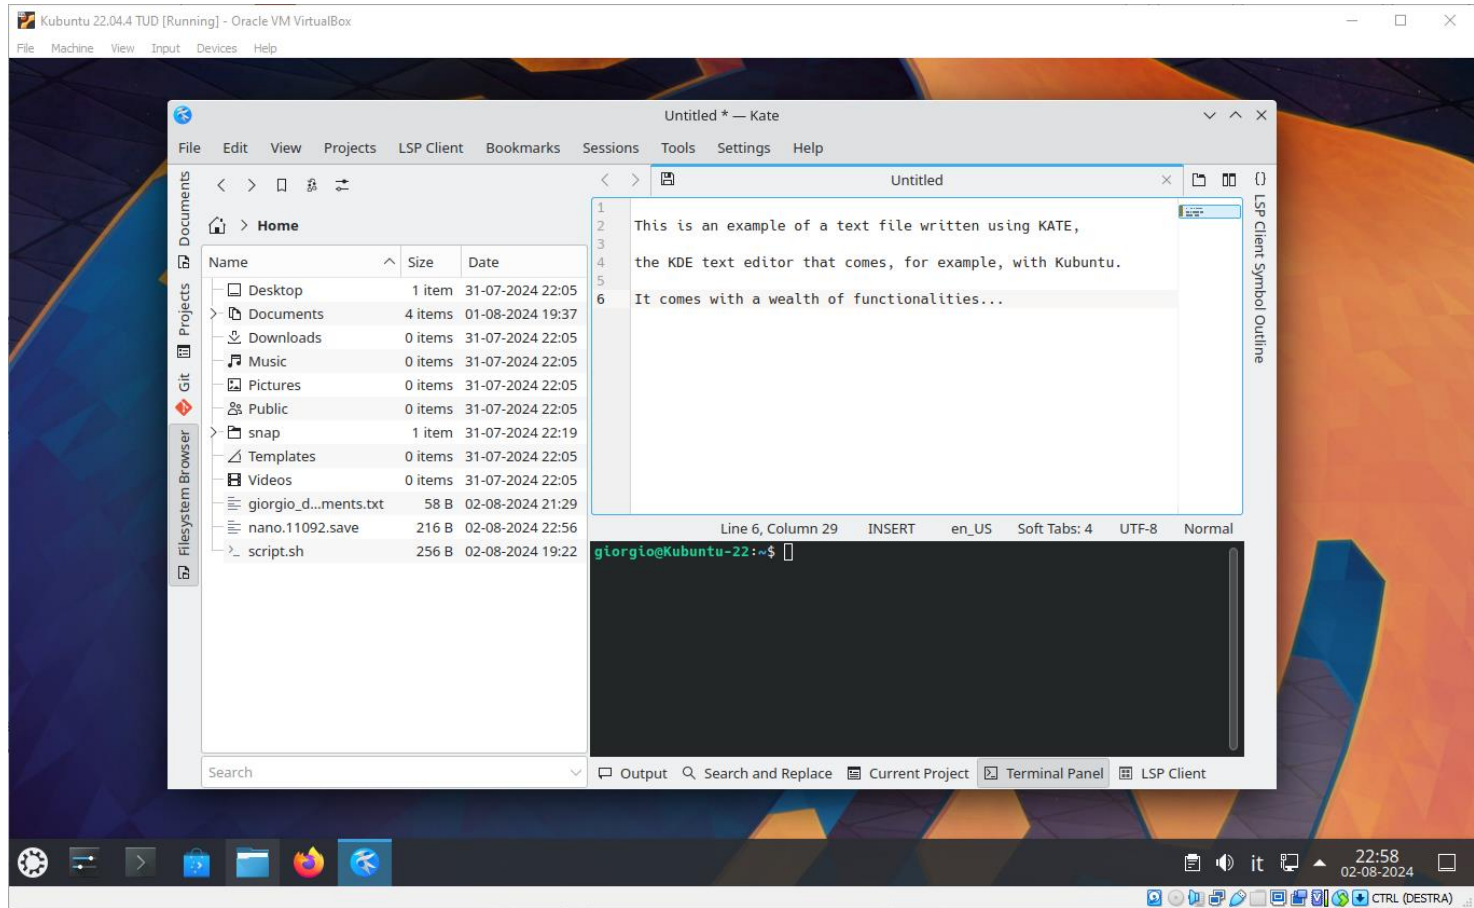 Kubuntu 22.04.4 TUD [Running] - Oracle VM VirtualBox
File Machine View Input Devices Help
Untitled * — Kate
File Edit View Projects LSP Client Bookmarks Sessions Tools Settings Help
Documents
Projects
Git
Filesystem Browser
Home
Name Size Date
Desktop 1 item 31-07-2024 22:05
Documents 4 items 01-08-2024 19:37
Downloads 0 items 31-07-2024 22:05
Music 0 items 31-07-2024 22:05
Pictures 0 items 31-07-2024 22:05
Public 0 items 31-07-2024 22:05
snap 1 item 31-07-2024 22:19
Templates 0 items 31-07-2024 22:05
Videos 0 items 31-07-2024 22:05
giorgio_d...ments.txt 58 B 02-08-2024 21:29
nano.11092.save 216 B 02-08-2024 22:56
script.sh 256 B 02-08-2024 19:22
Search
Untitled
1
2 This is an example of a text file written using KATE,
3
4 the KDE text editor that comes, for example, with Kubuntu.
5
6 It comes with a wealth of functionalities...
LSP Client Symbol Outline
Line 6, Column 29 INSERT en_US Soft Tabs: 4 UTF-8 Normal
giorgio@Kubuntu-22:~$
Output Search and Replace Current Project Terminal Panel LSP Client
it
22:58
02-08-2024
CTRL (DESTRA)